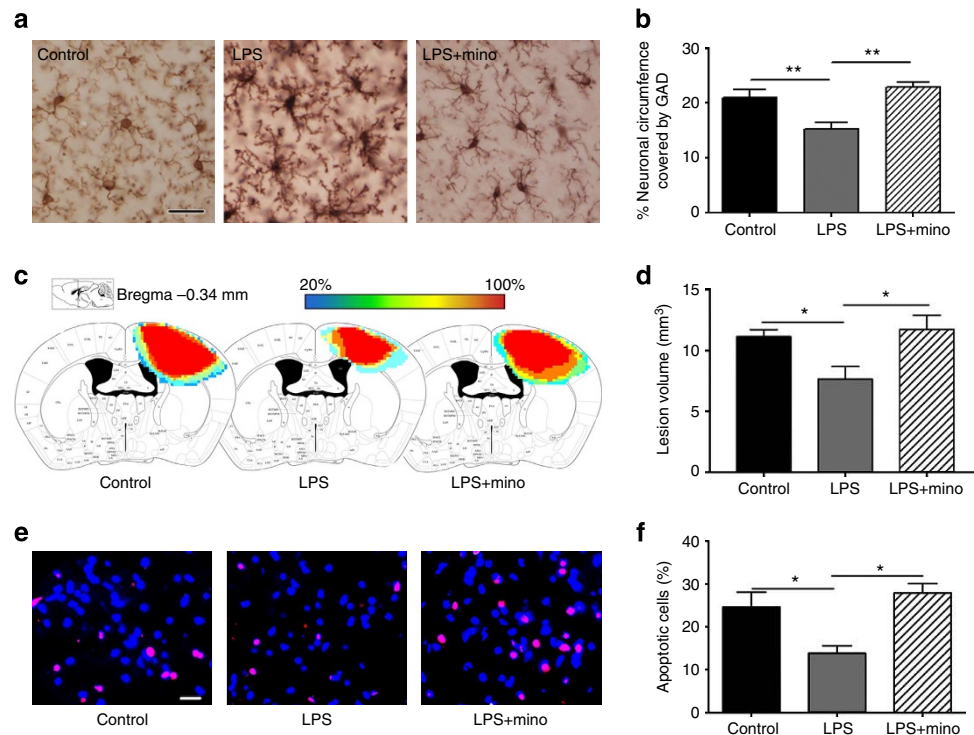 a
Control
LPS
LPS+mino
b
% Neuronal circumfernce
covered by GAD
30
20
10
0
**
**
Control
LPS
LPS+mino
c
Bregma –0.34 mm
20%
100%
Control
LPS
LPS+mino
d
Lesion volume (mm³)
15
10
5
0
*
*
Control
LPS
LPS+mino
e
Control
LPS
LPS+mino
f
Apoptotic cells (%)
40
30
20
10
0
*
*
Control
LPS
LPS+mino